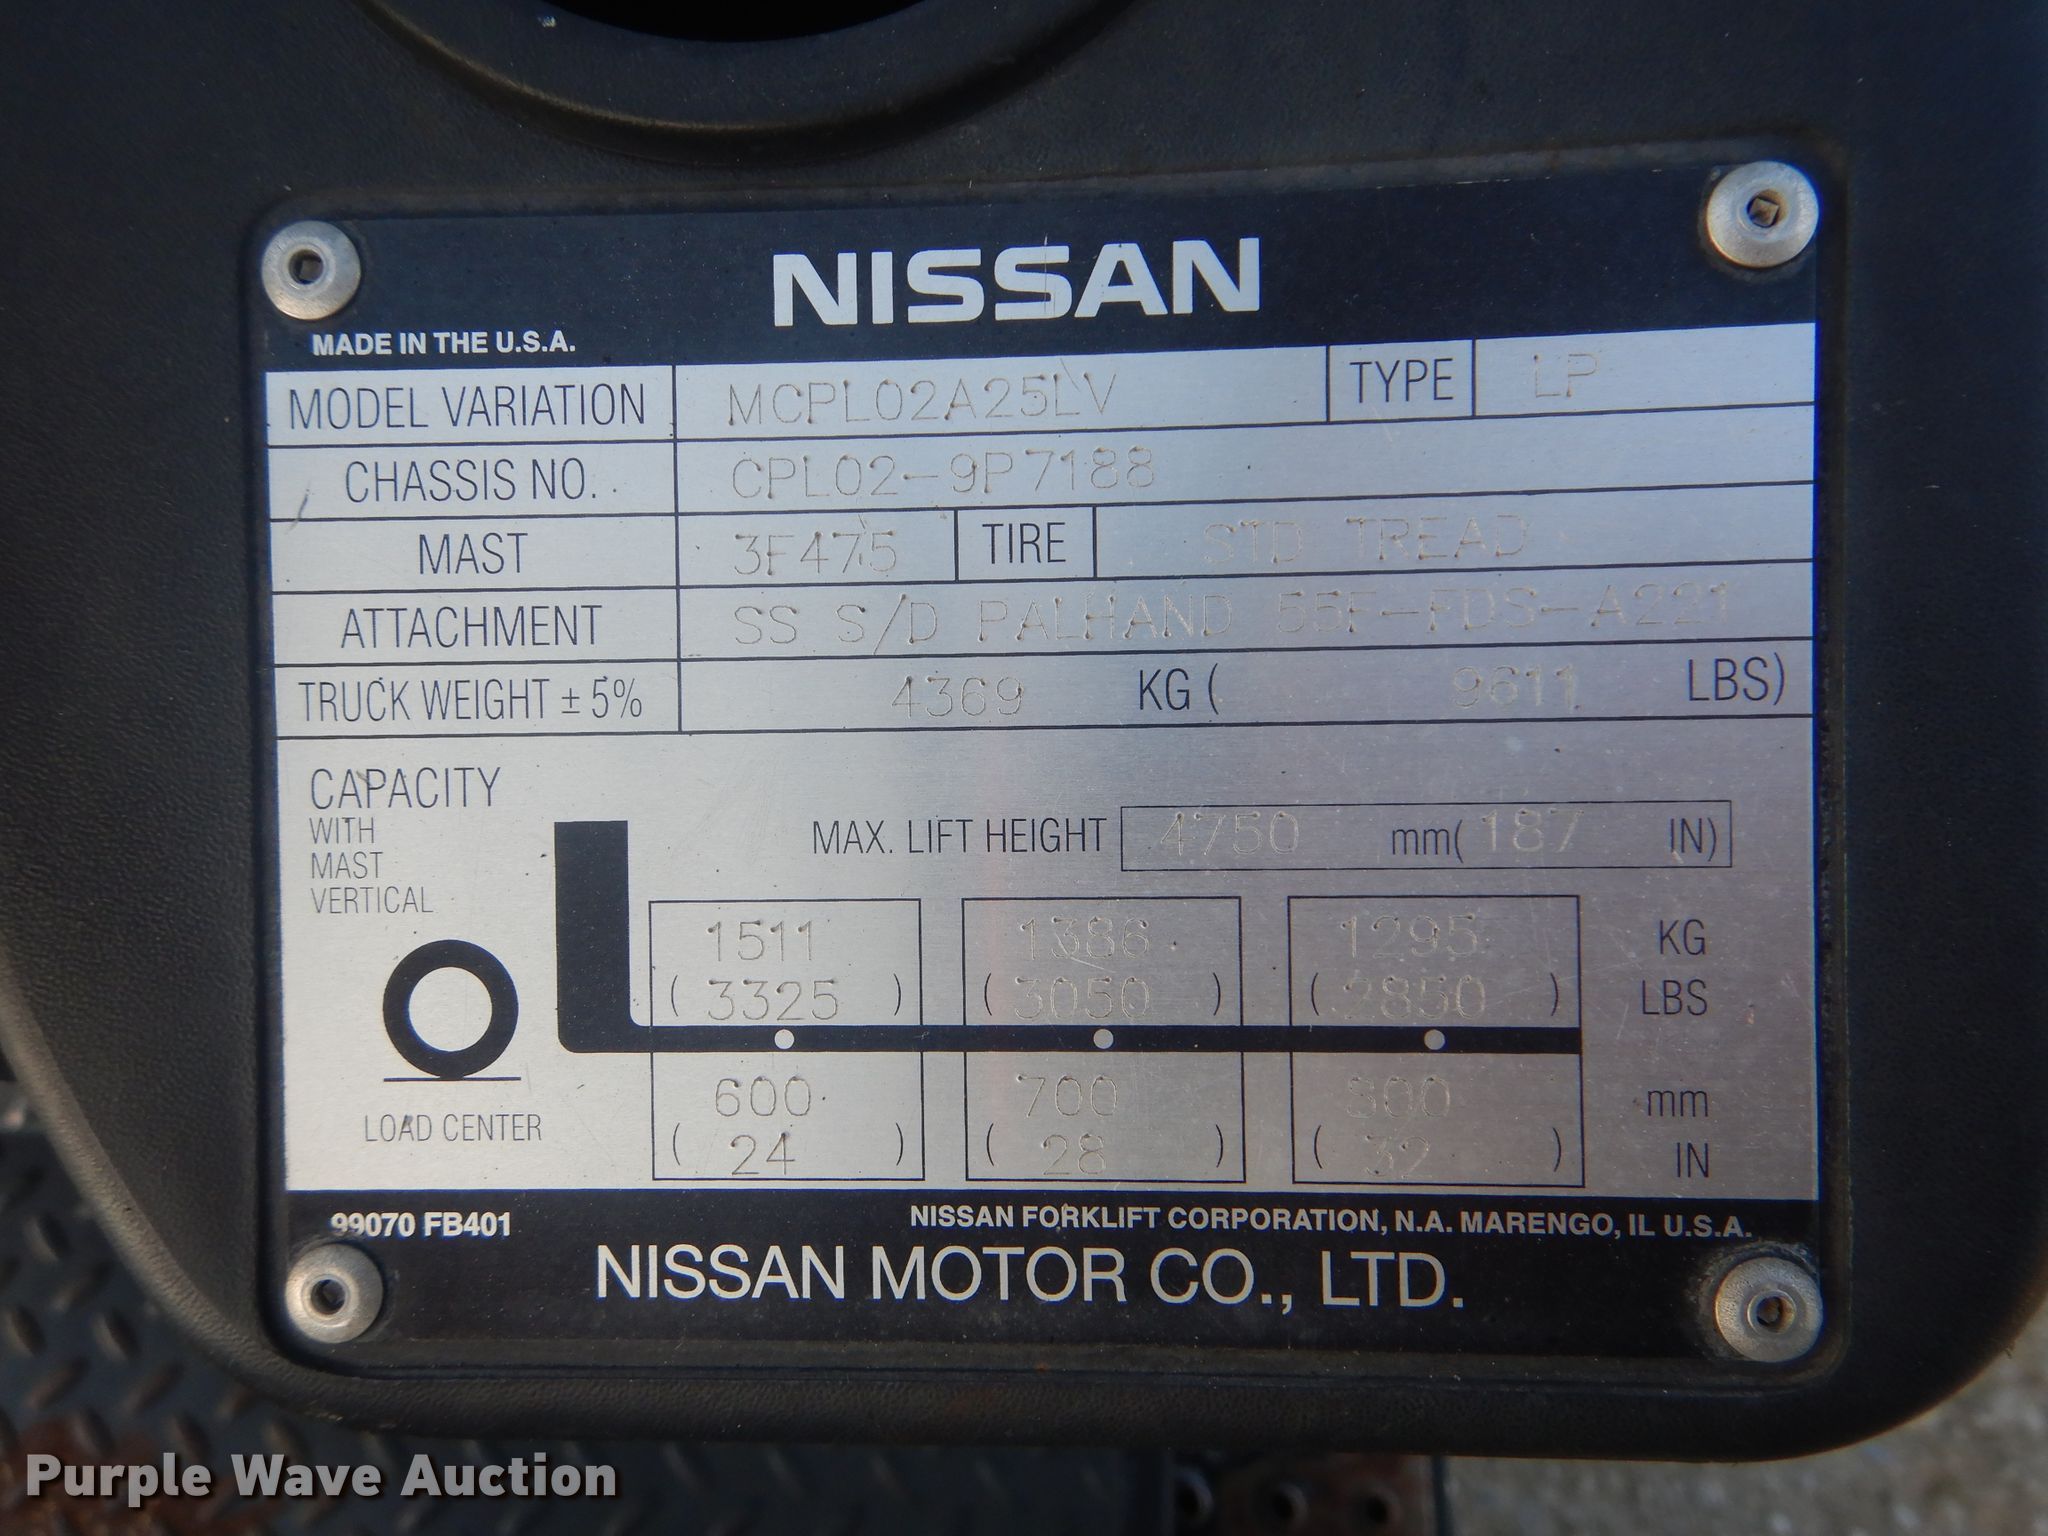 NISSAN
MADE IN THE U.S.A.
MODEL VARIATION MCPL02A25LV TYPE LP
CHASSIS NO. CPL02-9P7188
MAST 3F475 TIRE STD TREAD
ATTACHMENT SS S/D PALHAND 55F-FDS-A221
TRUCK WEIGHT ± 5% 4369 KG ( 9611 LBS)
CAPACITY
WITH
MAST
VERTICAL
MAX. LIFT HEIGHT 4750 mm( 187 IN)
1511 1386 1295 KG
( 3325 ) ( 3050 ) ( 2850 ) LBS
600 700 800 mm
LOAD CENTER
( 24 ) ( 28 ) ( 32 ) IN
99070 FB401
NISSAN FORKLIFT CORPORATION, N.A. MARENGO, IL U.S.A.
NISSAN MOTOR CO., LTD.
Purple Wave Auction